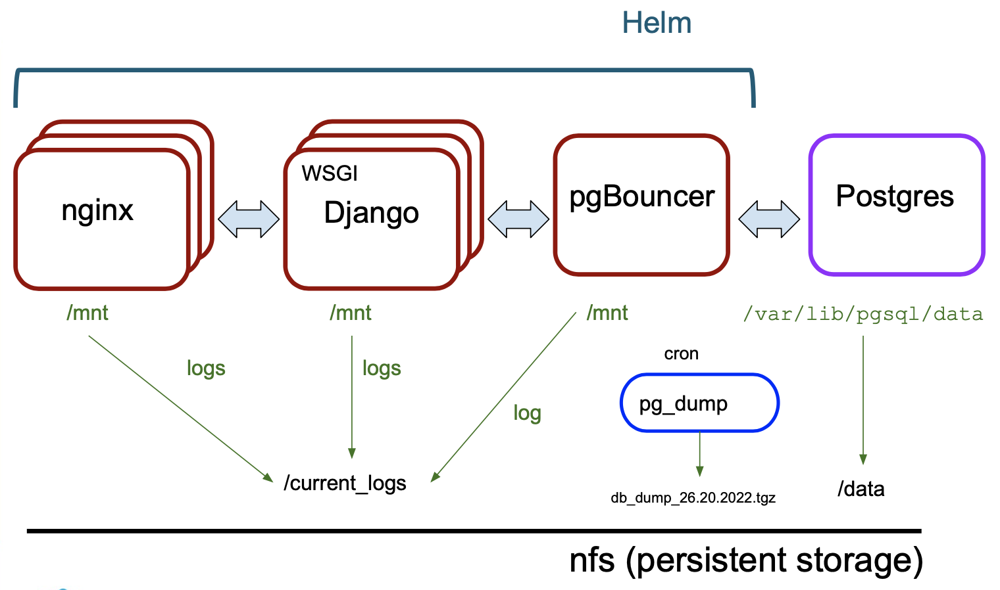 Helm
nginx
WSGI
Django
pgBouncer
Postgres
/mnt
/mnt
/mnt
/var/lib/pgsql/data
logs
logs
log
cron
pg_dump
/current_logs
db_dump_26.20.2022.tgz
/data
nfs (persistent storage)